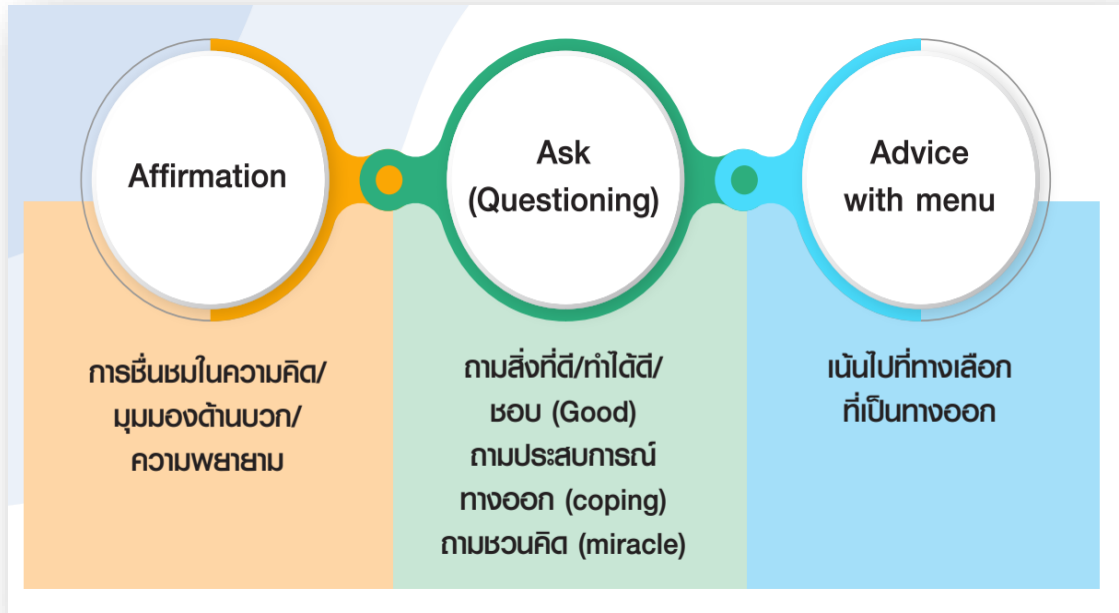 Affirmation
การชื่นชมในความคิด/
มุมมองด้านบวก/
ความพยายาม
Ask
(Questioning)
ถามสิ่งที่ดี/ทำได้ดี/
ชอบ (Good)
ถามประสบการณ์
ทางออก (coping)
ถามชวนคิด (miracle)
Advice
with menu
เน้นไปที่ทางเลือก
ที่เป็นทางออก